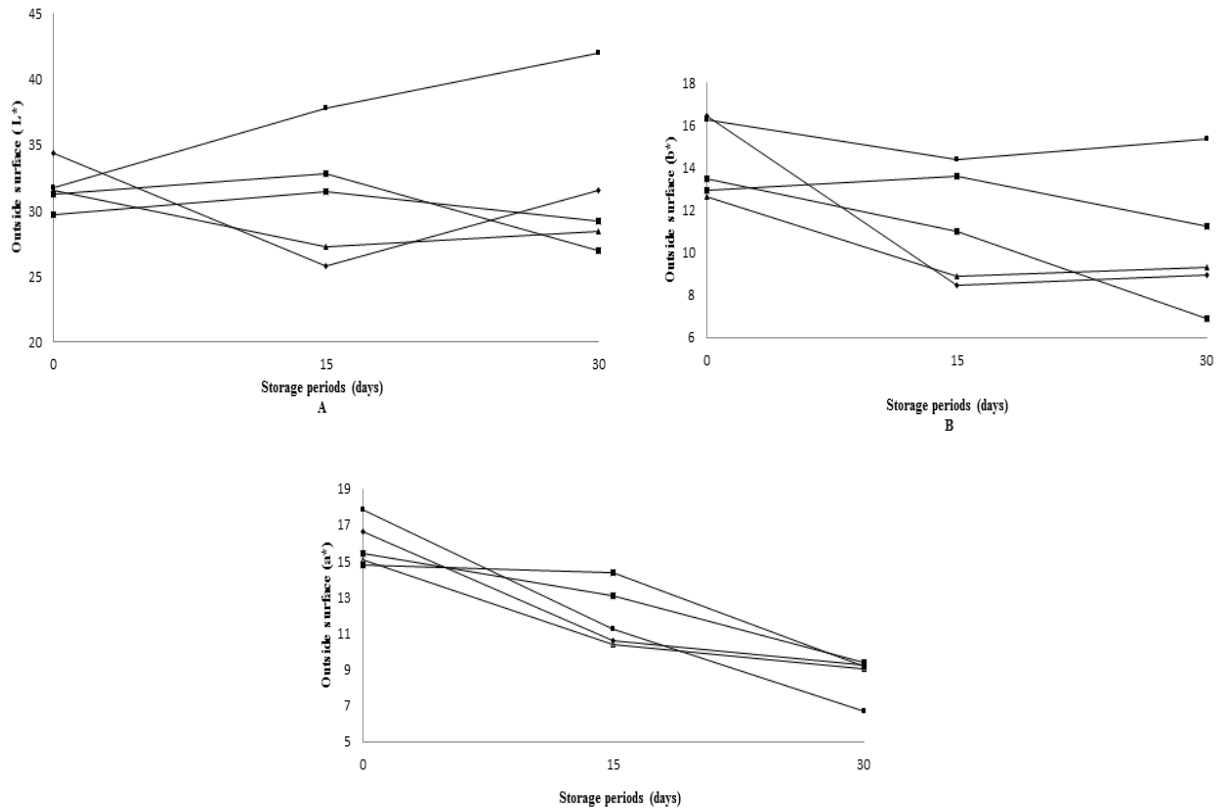 45
40
35
30
25
20
Outside surface ( L*)
0 15 30
Storage periods (days)
A
18
16
14
12
10
8
6
Outside surface (b*)
0 15 30
Storage periods (days)
B
19
17
15
13
11
9
7
5
Outside surface (a*)
0 15 30
Storage periods (days)